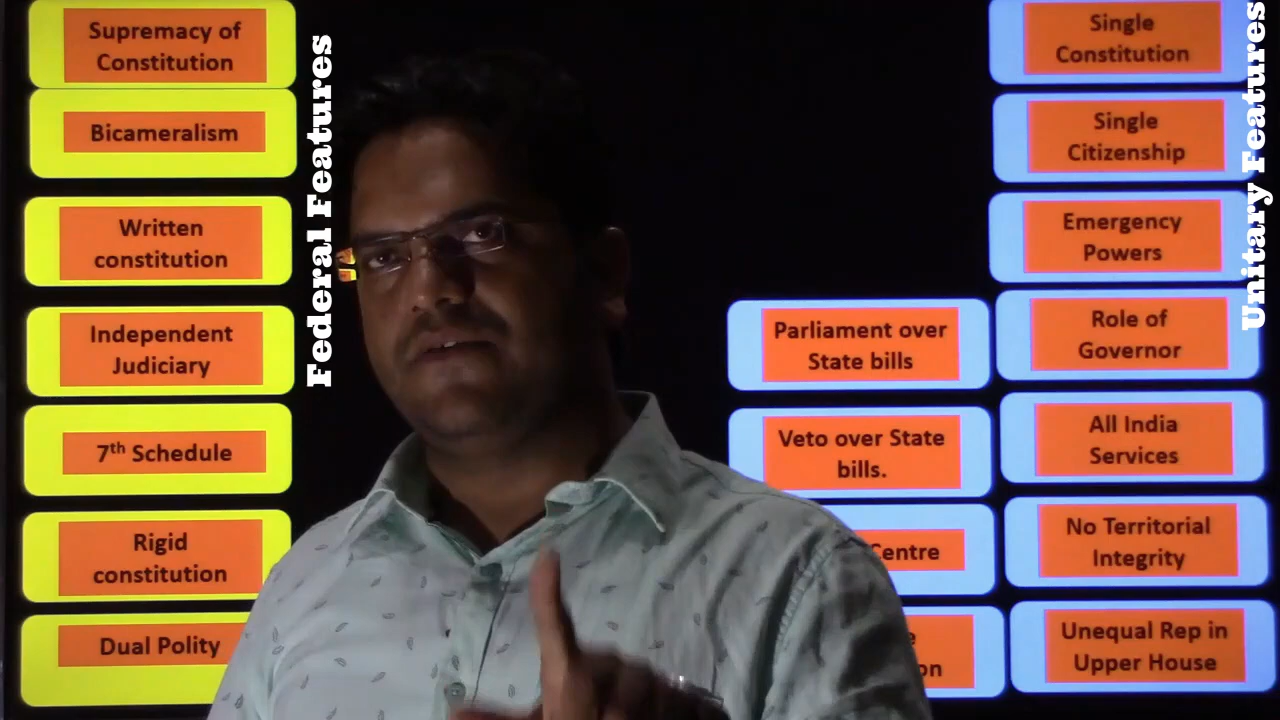 Supremacy of
Constitution
Bicameralism
Written
constitution
Independent
Judiciary
7th Schedule
Rigid
constitution
Dual Polity
Federal Features
Parliament over
State bills
Veto over State
bills.
Centre
Single
Constitution
Single
Citizenship
Emergency
Powers
Role of
Governor
All India
Services
No Territorial
Integrity
Unequal Rep in
Upper House
Unitary Features